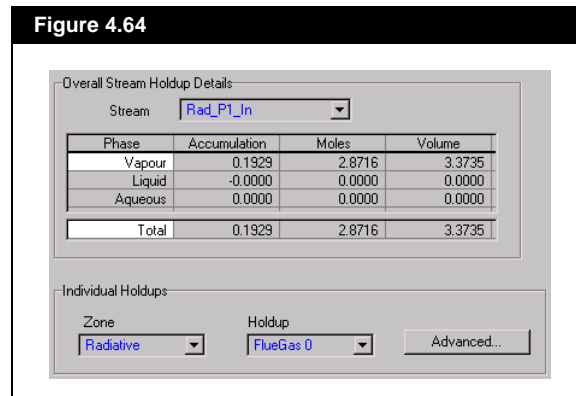 Figure 4.64
Overall Stream Holdup Details
Stream Rad_P1_In
Phase Accumulation Moles Volume
Vapour 0.1929 2.8716 3.3735
Liquid -0.0000 0.0000 0.0000
Aqueous 0.0000 0.0000 0.0000
Total 0.1929 2.8716 3.3735
Individual Holdups
Zone Holdup
Radiative FlueGas 0 Advanced...